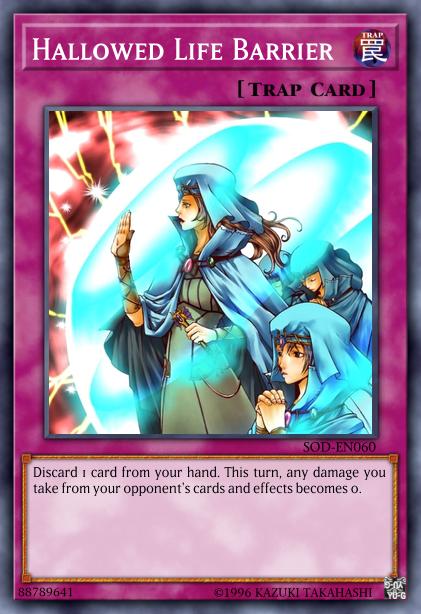 Hallowed Life Barrier
TRAP
罠
[Trap Card]
SOD-EN060
Discard 1 card from your hand. This turn, any damage you
take from your opponent's cards and effects becomes 0.
88789641
©1996 KAZUKI TAKAHASHI